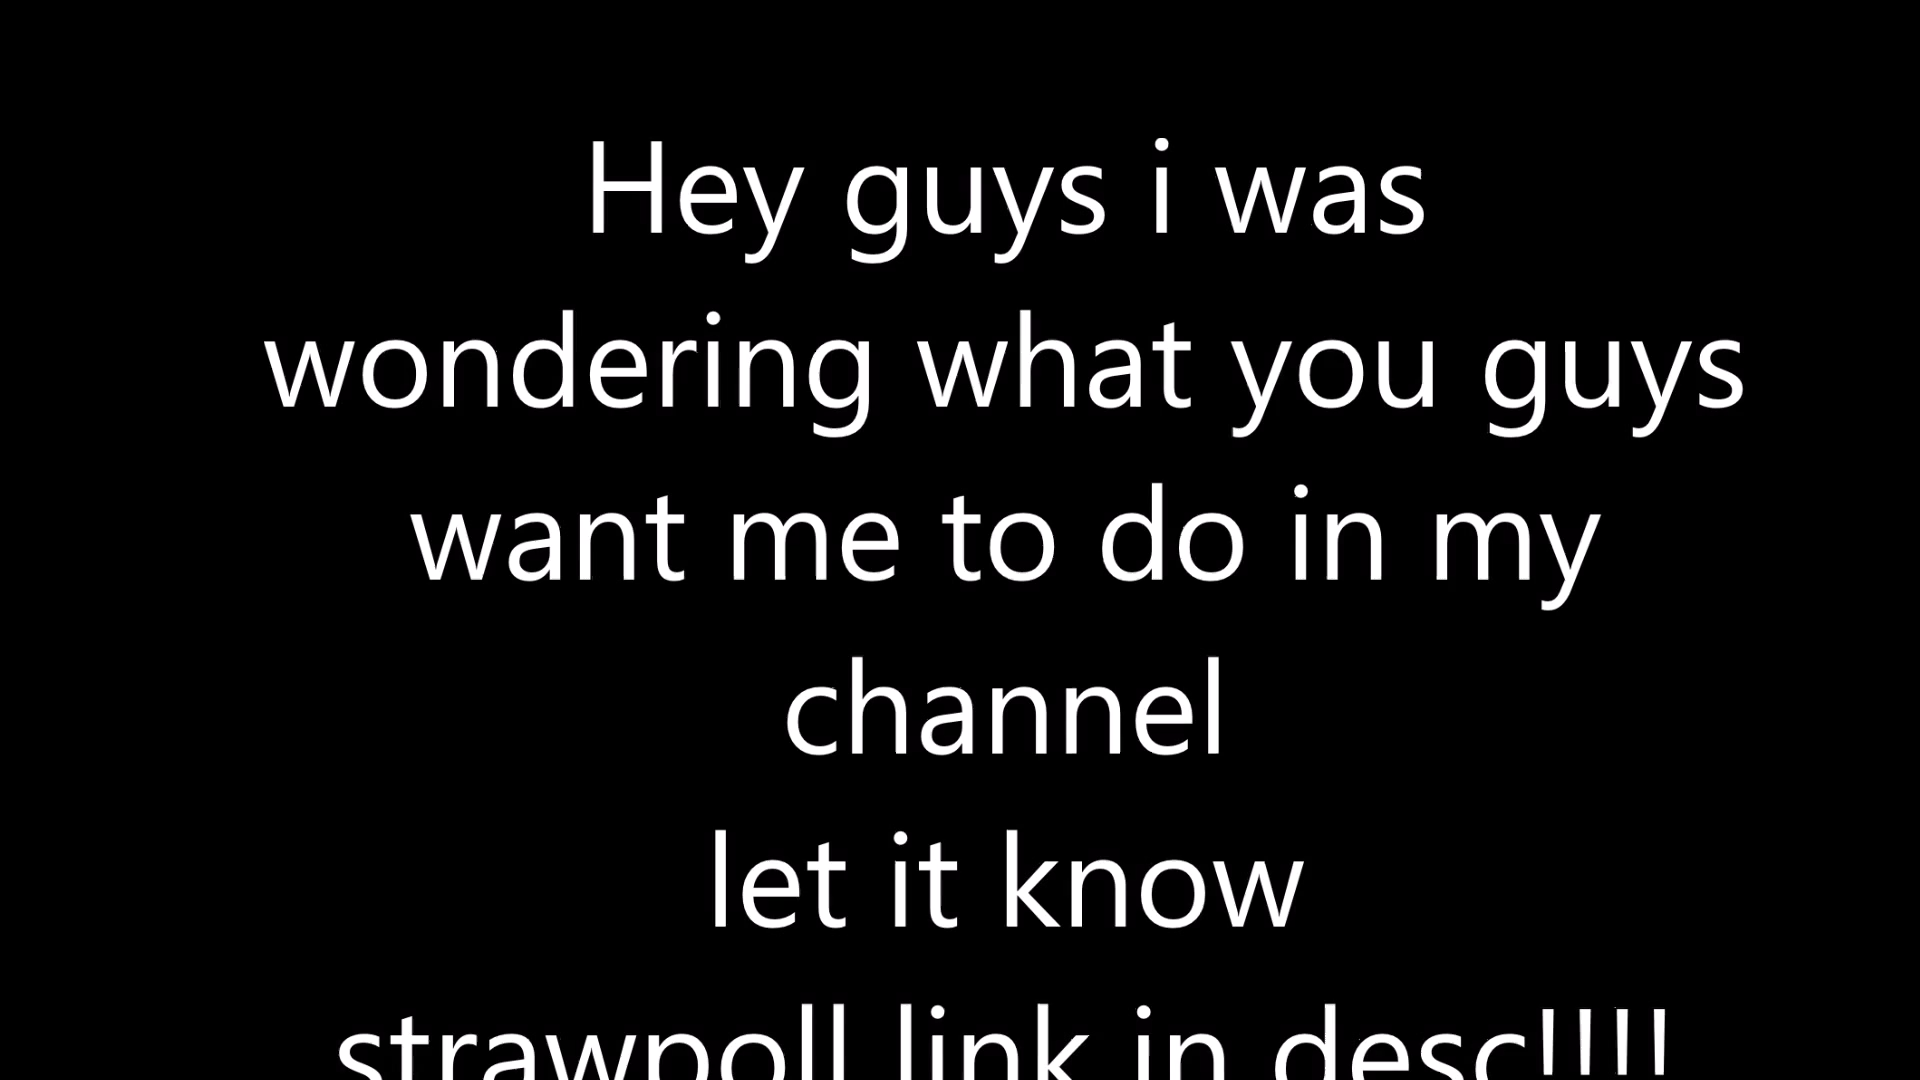 Hey guys i was
wondering what you guys
want me to do in my
channel
let it know
strawpoll link in desc!!!!